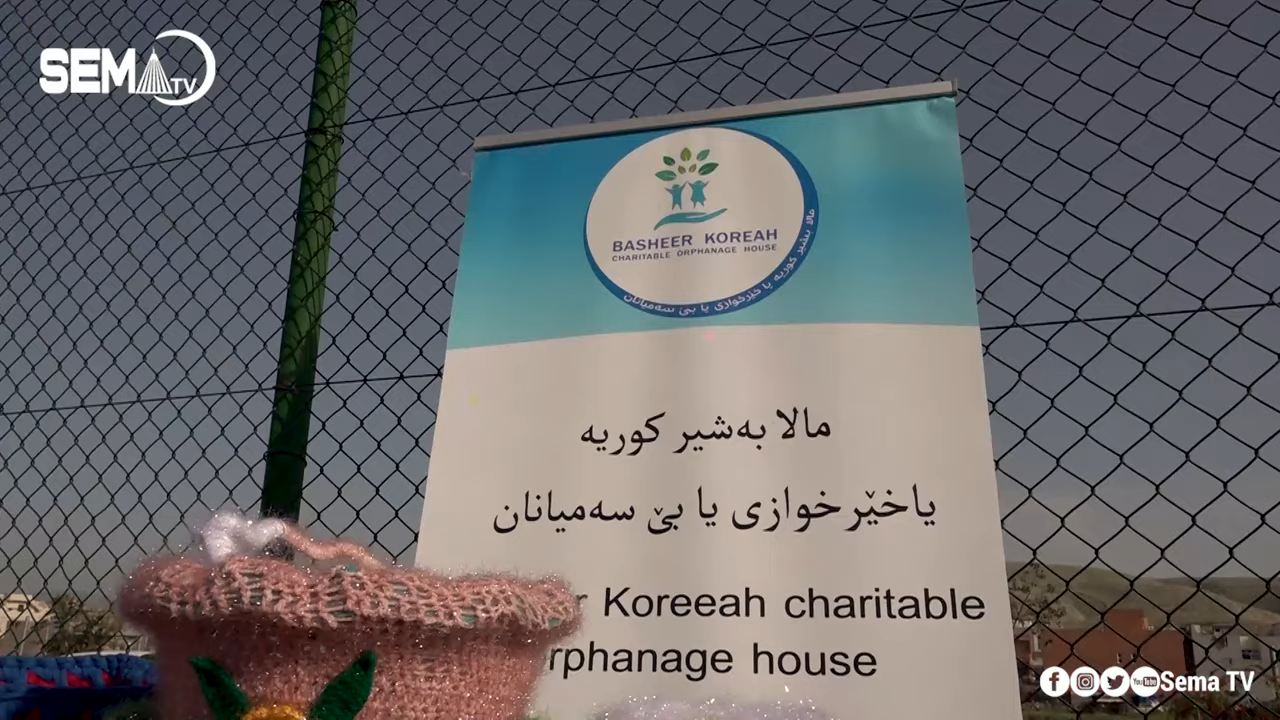 SEMA TV
BASHEER KOREAH
CHARITABLE ORPHANAGE HOUSE
مالا بەشیر کوریە یا خێرخوازی یا بێ سەمیانان
مالا بەشیر کوریە
یاخێرخوازی یا بێ سەمیانان
r Koreeah charitable
rphanage house
Sema TV